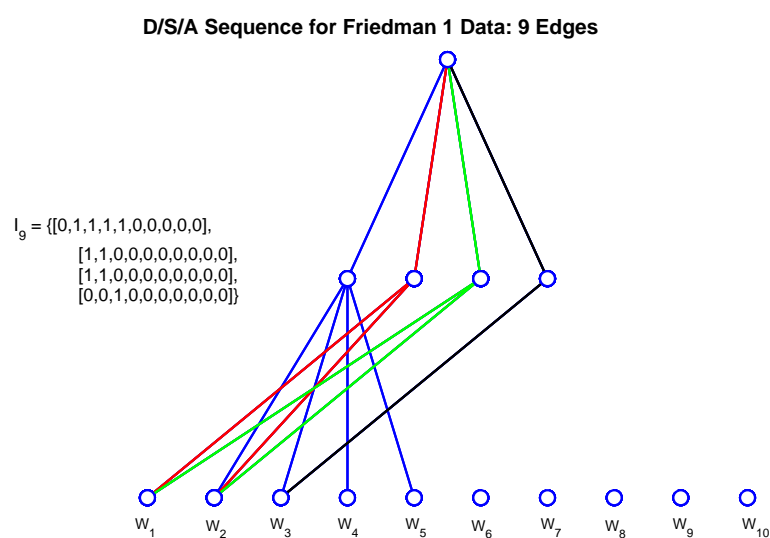 D/S/A Sequence for Friedman 1 Data: 9 Edges
I9 = {[0,1,1,1,1,0,0,0,0,0],
[1,1,0,0,0,0,0,0,0,0],
[1,1,0,0,0,0,0,0,0,0],
[0,0,1,0,0,0,0,0,0,0]}
W1 W2 W3 W4 W5 W6 W7 W8 W9 W10